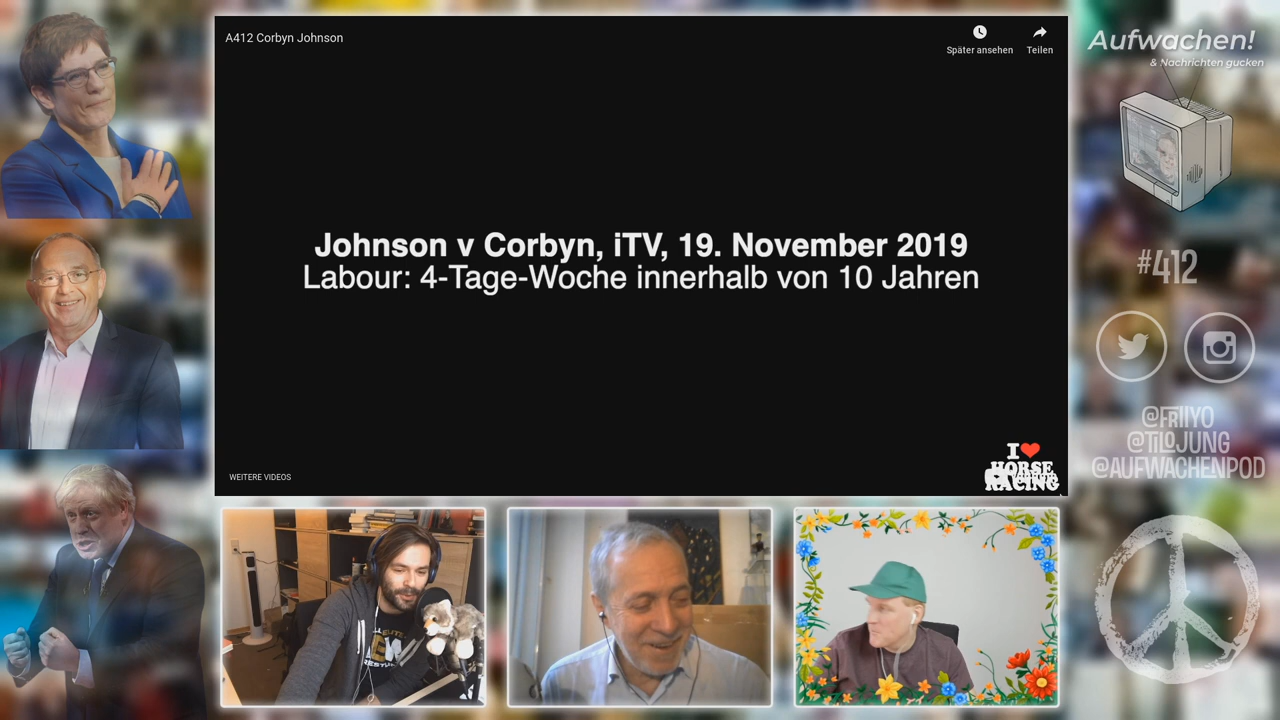 A412 Corbyn Johnson
Später ansehen
Teilen
Aufwachen!
& Nachrichten gucken
Johnson v Corbyn, iTV, 19. November 2019
Labour: 4-Tage-Woche innerhalb von 10 Jahren
#412
@FRIIYO
@TILOJUNG
@AUFWACHENPOD
WEITERE VIDEOS
I
HORSE
RACING